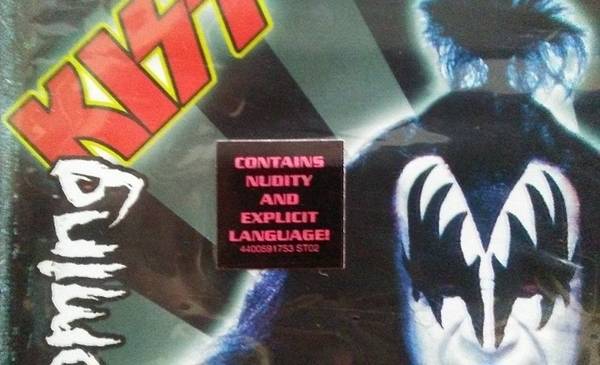 KISS
CONTAINS
NUDITY
AND
EXPLICIT
LANGUAGE!
4400591753 ST02